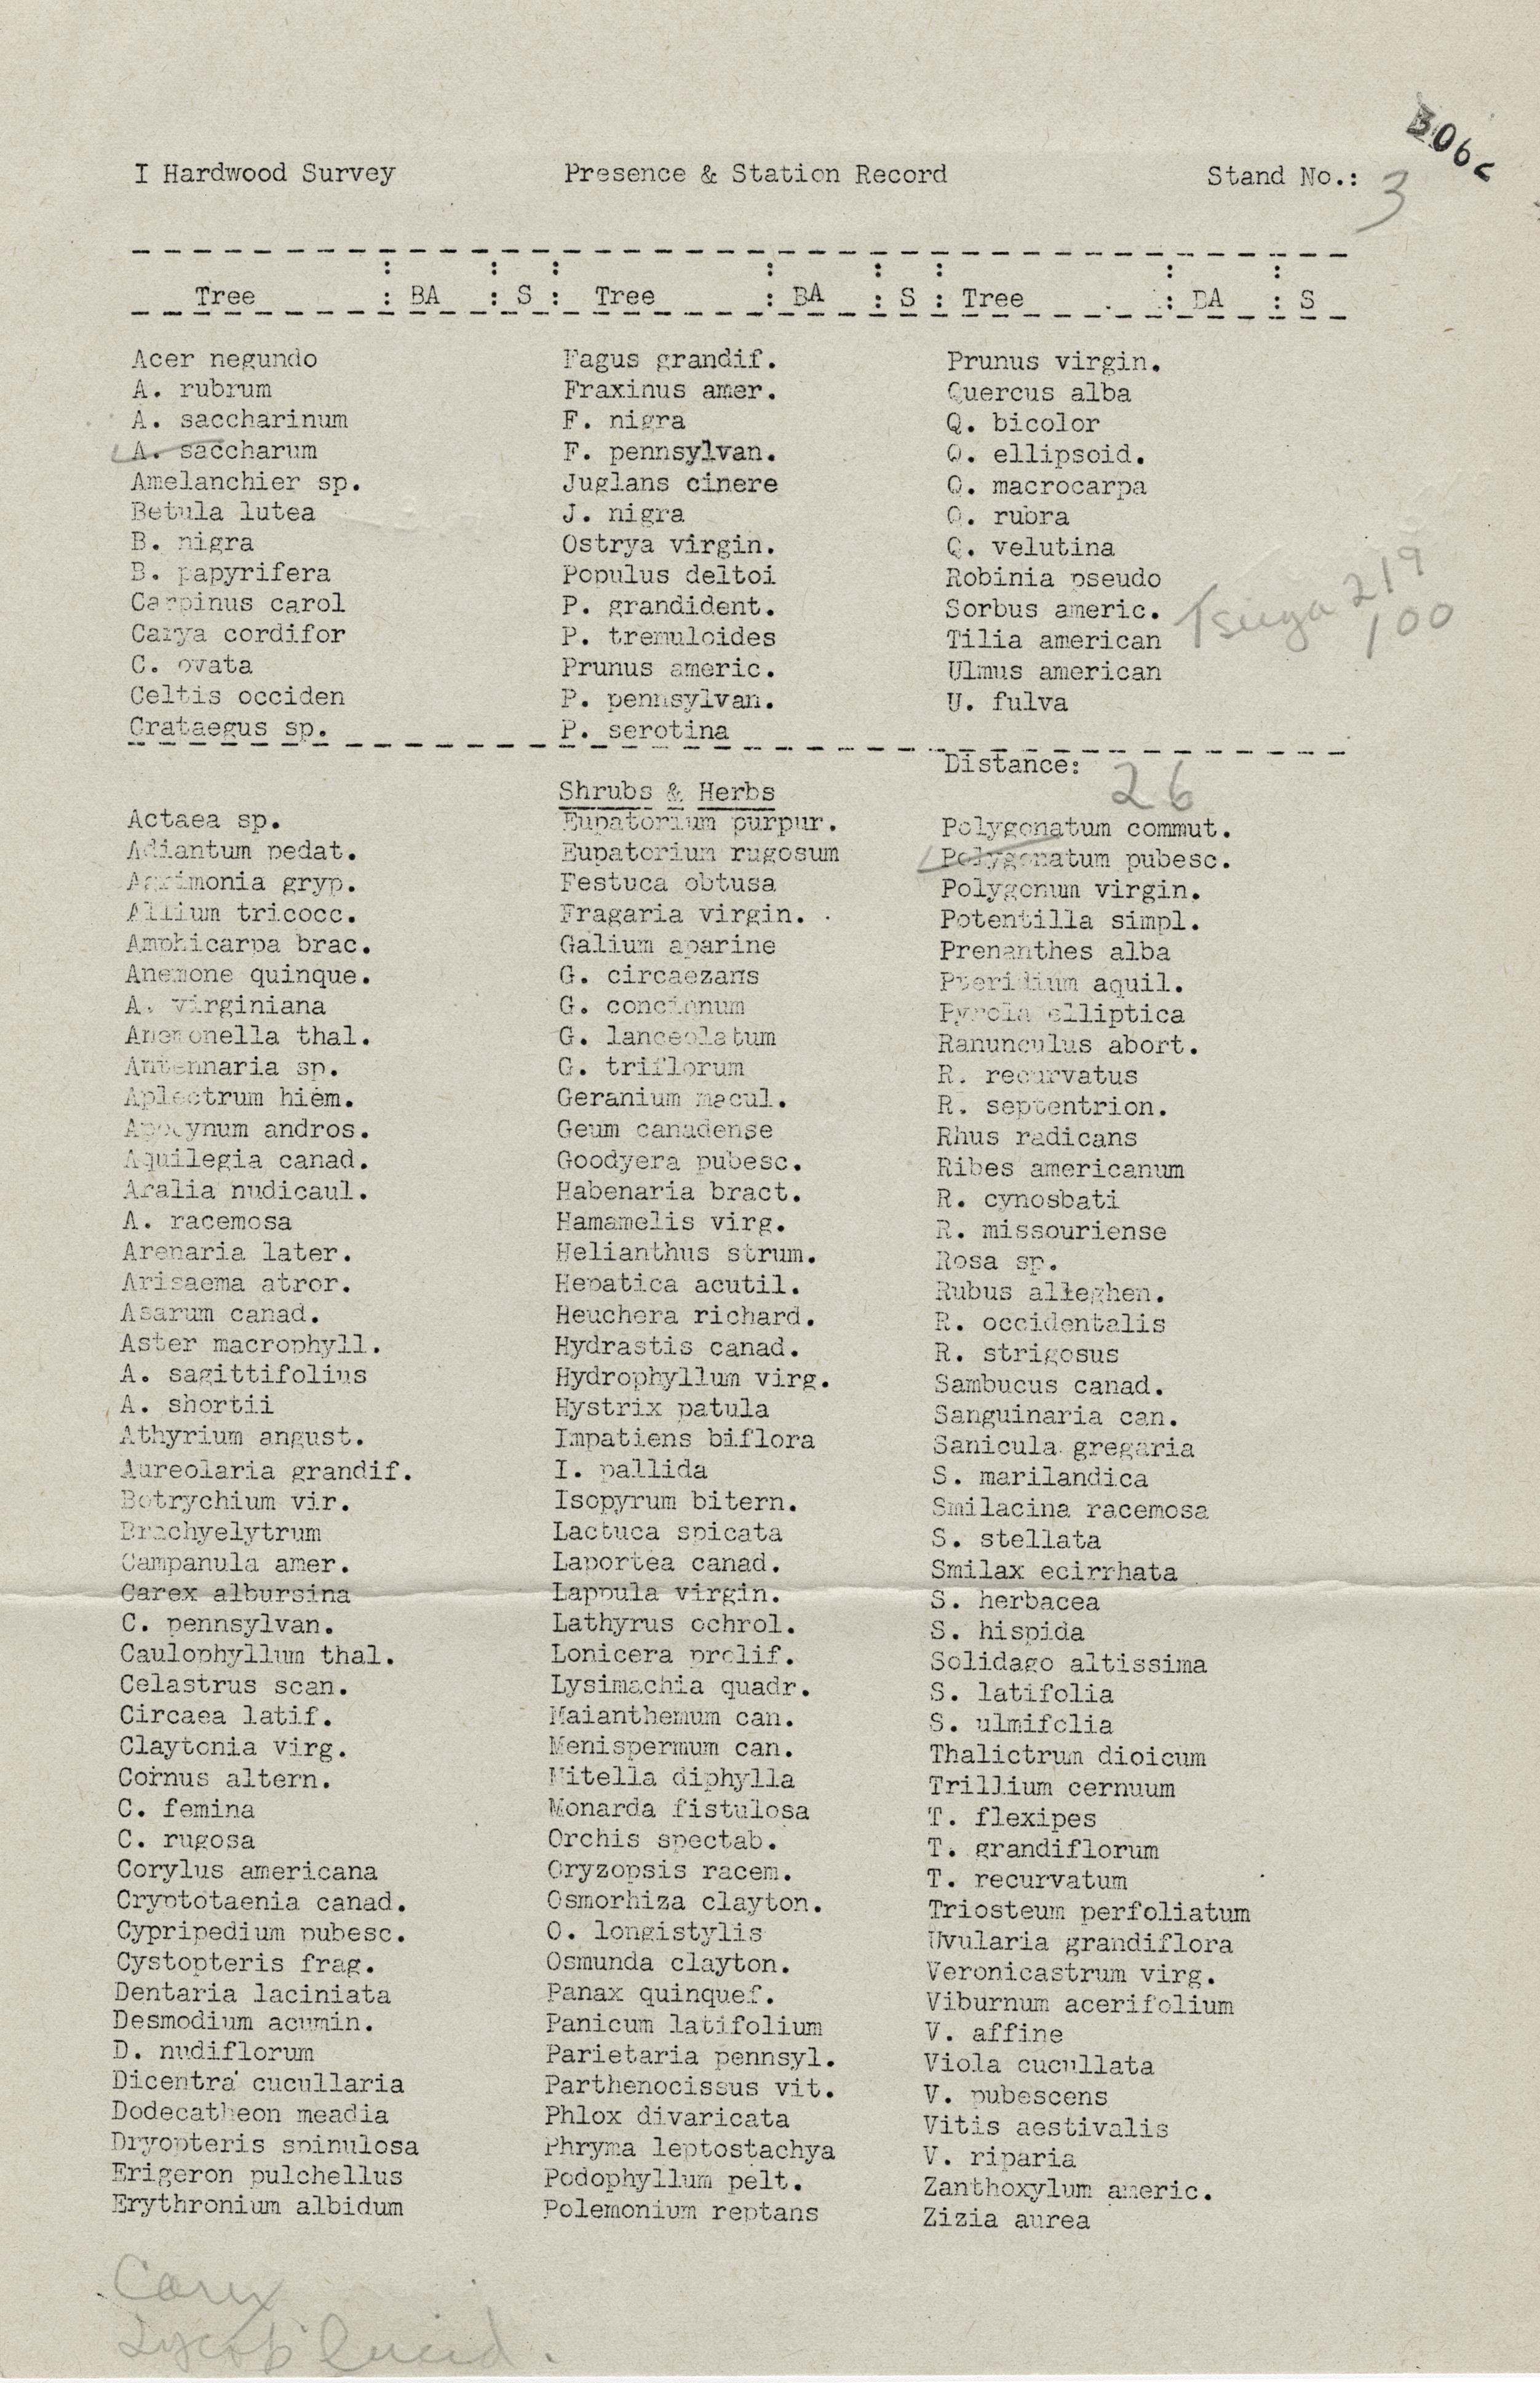 306
I Hardwood Survey Presence & Station Record Stand No.: 3
Tree : BA : S : Tree : BA : S : Tree : BA : S
Acer negundo
A. rubrum
A. saccharinum
A. saccharum
Amelanchier sp.
Betula lutea
B. nigra
B. papyrifera
Carpinus carol
Carya cordifor
C. ovata
Celtis occiden
Crataegus sp.
Fagus grandif.
Fraxinus amer.
F. nigra
F. pennsylvan.
Juglans cinere
J. nigra
Ostrya virgin.
Populus deltoi
P. grandident.
P. tremuloides
Prunus americ.
P. pennsylvan.
P. serotina
Prunus virgin.
Quercus alba
Q. bicolor
Q. ellipsoid.
Q. macrocarpa
Q. rubra
Q. velutina
Robinia pseudo
Sorbus americ.
Tilia american
Ulmus american
U. fulva
Tsuga 219
100
Distance: 26
Shrubs & Herbs
Actaea sp.
Adiantum pedat.
Agrimonia gryp.
Allium tricocc.
Amphicarpa brac.
Anemone quinque.
A. virginiana
Anemonella thal.
Antennaria sp.
Aplectrum hiem.
Apocynum andros.
Aquilegia canad.
Aralia nudicaul.
A. racemosa
Arenaria later.
Arisaema atror.
Asarum canad.
Aster macrophyll.
A. sagittifolius
A. shortii
Athyrium angust.
Aureolaria grandif.
Botrychium vir.
Brachyelytrum
Campanula amer.
Carex albursina
C. pennsylvan.
Caulophyllum thal.
Celastrus scan.
Circaea latif.
Claytonia virg.
Cornus altern.
C. femina
C. rugosa
Corylus americana
Cryptotaenia canad.
Cypripedium pubesc.
Cystopteris frag.
Dentaria laciniata
Desmodium acumin.
D. nudiflorum
Dicentra cucullaria
Dodecatheon meadia
Dryopteris spinulosa
Erigeron pulchellus
Erythronium albidum
Eupatorium purpur.
Eupatorium rugosum
Festuca obtusa
Fragaria virgin.
Galium aparine
G. circaezans
G. concinnum
G. lanceolatum
G. triflorum
Geranium macul.
Geum canadense
Goodyera pubesc.
Habenaria bract.
Hamamelis virg.
Helianthus strum.
Hepatica acutil.
Heuchera richard.
Hydrastis canad.
Hydrophyllum virg.
Hystrix patula
Impatiens biflora
I. pallida
Isopyrum bitern.
Lactuca spicata
Laportea canad.
Lappula virgin.
Lathyrus ochrol.
Lonicera prolif.
Lysimachia quadr.
Maianthemum can.
Menispermum can.
Mitella diphylla
Monarda fistulosa
Orchis spectab.
Oryzopsis racem.
Osmorhiza clayton.
O. longistylis
Osmunda clayton.
Panax quinquef.
Panicum latifolium
Parietaria pennsyl.
Parthenocissus vit.
Phlox divaricata
Phryma leptostachya
Podophyllum pelt.
Polemonium reptans
Polygonatum commut.
Polygonatum pubesc.
Polygonum virgin.
Potentilla simpl.
Prenanthes alba
Pteridium aquil.
Pyrola elliptica
Ranunculus abort.
R. recurvatus
R. septentrion.
Rhus radicans
Ribes americanum
R. cynosbati
R. missouriense
Rosa sp.
Rubus alleghen.
R. occidentalis
R. strigosus
Sambucus canad.
Sanguinaria can.
Sanicula gregaria
S. marilandica
Smilacina racemosa
S. stellata
Smilax ecirrhata
S. herbacea
S. hispida
Solidago altissima
S. latifolia
S. ulmifolia
Thalictrum dioicum
Trillium cernuum
T. flexipes
T. grandiflorum
T. recurvatum
Triosteum perfoliatum
Uvularia grandiflora
Veronicastrum virg.
Viburnum acerifolium
V. affine
Viola cucullata
V. pubescens
Vitis aestivalis
V. riparia
Zanthoxylum americ.
Zizia aurea
Carex
Lycop lucid.